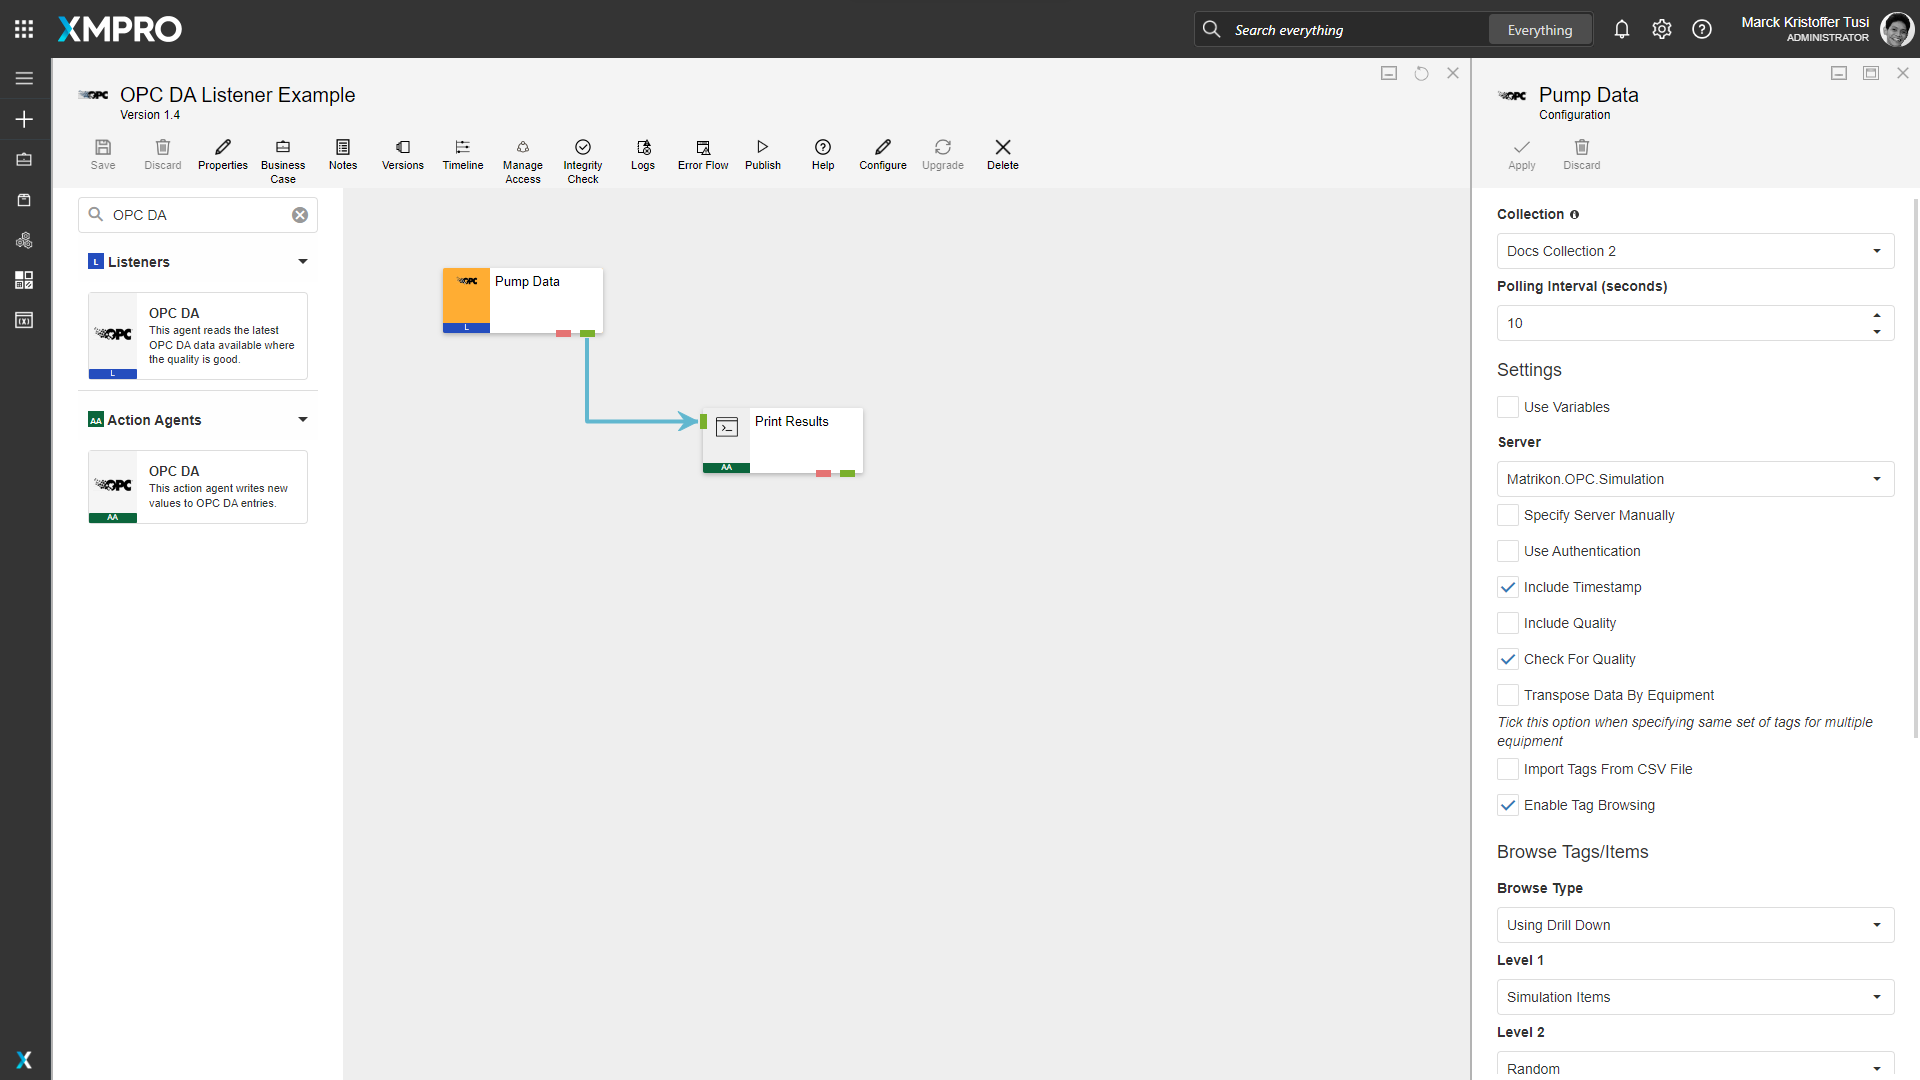 XMPRO
Search everything
Everything
Marck Kristoffer Tusi
ADMINISTRATOR
OPC
OPC DA Listener Example
Version 1.4
Save
Discard
Properties
Business
Case
Notes
Versions
Timeline
Manage
Access
Integrity
Check
Logs
Error Flow
Publish
Help
Configure
Upgrade
Delete
OPC DA
L Listeners
OPC
L
OPC DA
This agent reads the latest
OPC DA data available where
the quality is good.
AA Action Agents
OPC
AA
OPC DA
This action agent writes new
values to OPC DA entries.
OPC
L
Pump Data
AA
Print Results
OPC
Pump Data
Configuration
Apply
Discard
Collection
Docs Collection 2
Polling Interval (seconds)
10
Settings
Use Variables
Server
Matrikon.OPC.Simulation
Specify Server Manually
Use Authentication
Include Timestamp
Include Quality
Check For Quality
Transpose Data By Equipment
Tick this option when specifying same set of tags for multiple
equipment
Import Tags From CSV File
Enable Tag Browsing
Browse Tags/Items
Browse Type
Using Drill Down
Level 1
Simulation Items
Level 2
Random